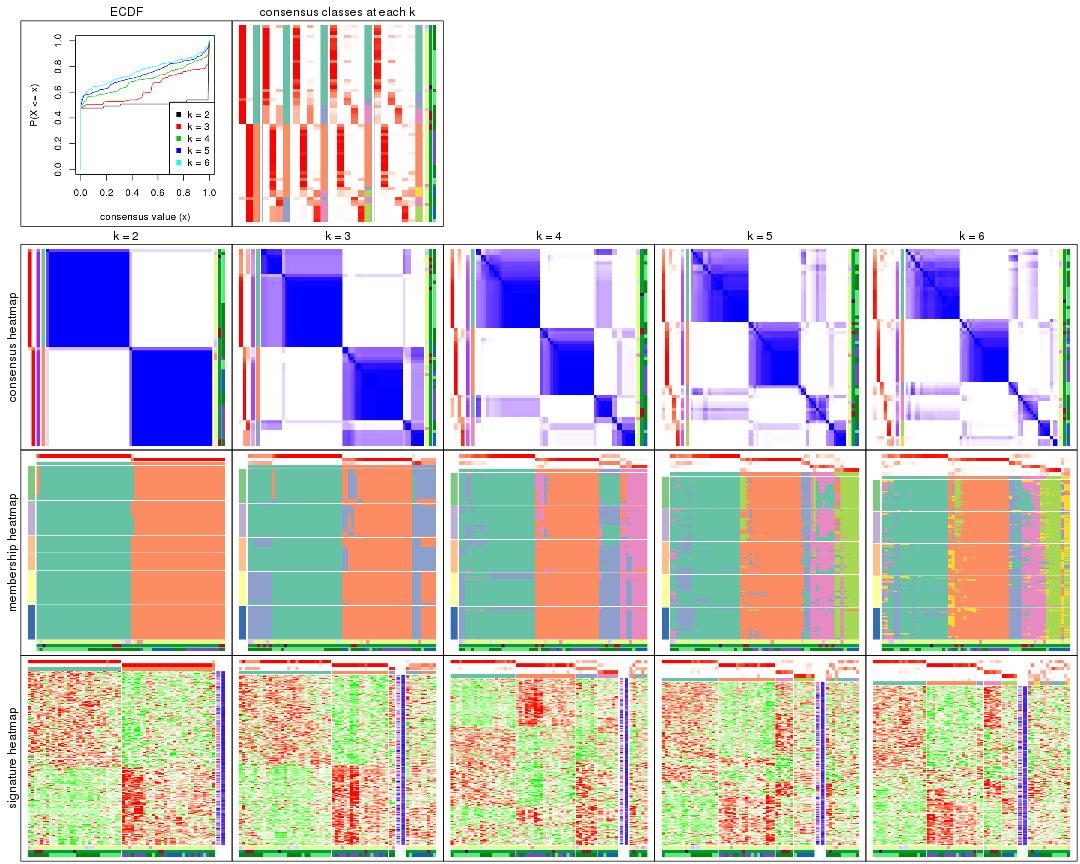 ECDF
consensus classes at each k
P(X <= x)
0.0 0.2 0.4 0.6 0.8 1.0
k = 2
k = 3
k = 4
k = 5
k = 6
0.0 0.2 0.4 0.6 0.8 1.0
consensus value (x)
k = 2
k = 3
k = 4
k = 5
k = 6
consensus heatmap
membership heatmap
signature heatmap